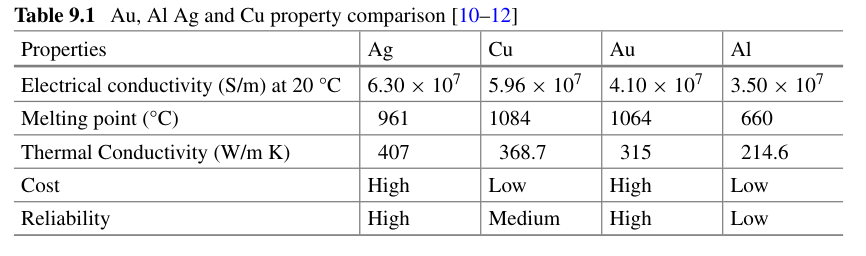 Table 9.1 Au, Al Ag and Cu property comparison [10–12]
Properties Ag Cu Au Al
Electrical conductivity (S/m) at 20 °C 6.30 × 10⁷ 5.96 × 10⁷ 4.10 × 10⁷ 3.50 × 10⁷
Melting point (°C) 961 1084 1064 660
Thermal Conductivity (W/m K) 407 368.7 315 214.6
Cost High Low High Low
Reliability High Medium High Low